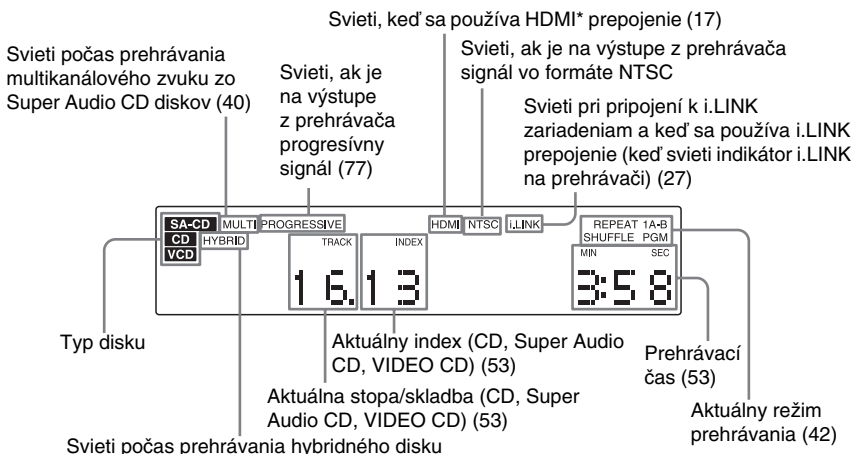 Svieti, keď sa používa HDMI* prepojenie (17)
Svieti počas prehrávania
multikanálového zvuku zo
Super Audio CD diskov (40)
Svieti, ak je
na výstupe
z prehrávača
progresívny
signál (77)
Svieti, ak je na výstupe z prehrávača
signál vo formáte NTSC
Svieti pri pripojení k i.LINK
zariadeniam a keď sa používa i.LINK
prepojenie (keď svieti indikátor i.LINK
na prehrávači) (27)
SA-CD MULTI PROGRESSIVE HDMI NTSC i.LINK REPEAT 1A-B
CD HYBRID SHUFFLE PGM
VCD TRACK INDEX MIN SEC
16.13 3:58
Typ disku
Aktuálny index (CD, Super Audio
CD, VIDEO CD) (53)
Aktuálna stopa/skladba (CD, Super
Audio CD, VIDEO CD) (53)
Svieti počas prehrávania hybridného disku
Prehrávací
čas (53)
Aktuálny režim
prehrávania (42)